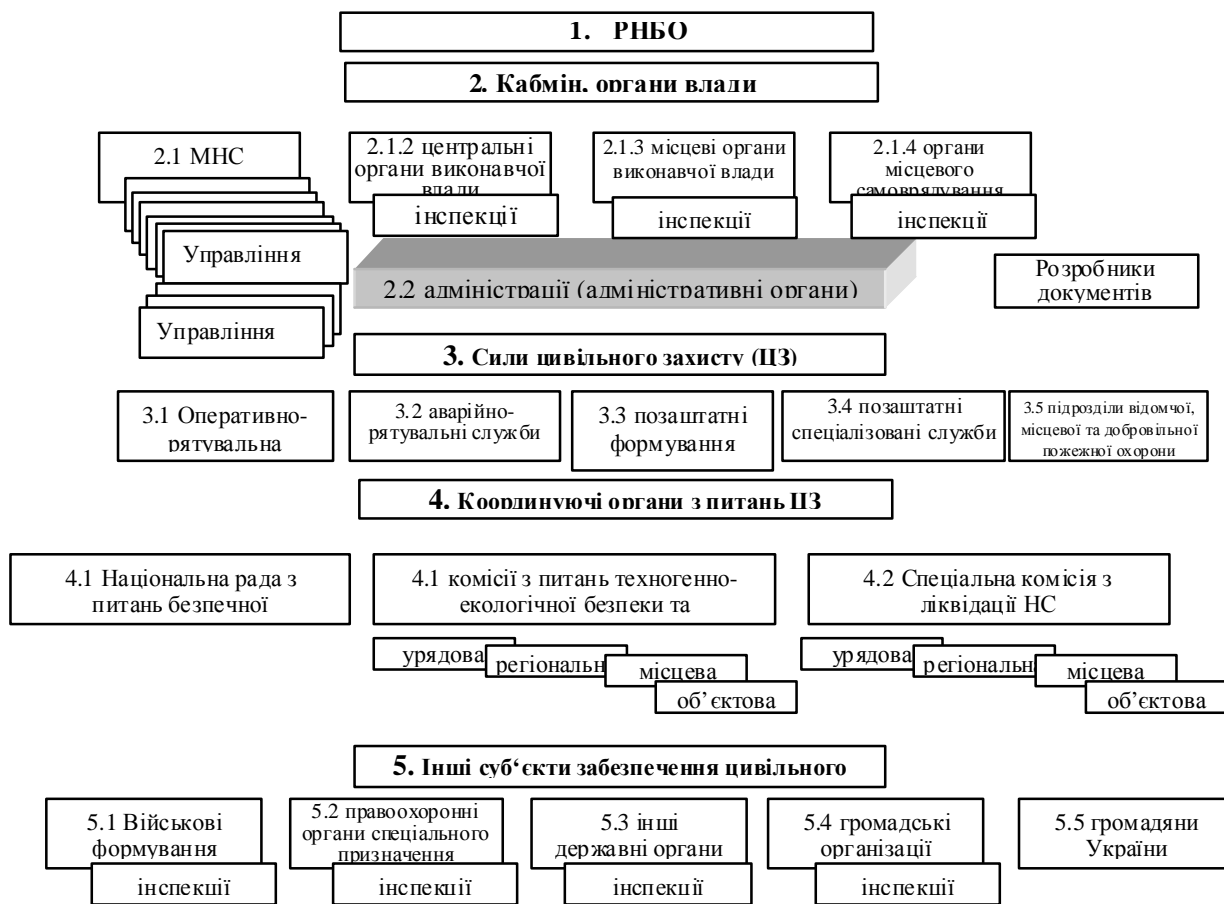 1. РНБО
2. Кабмін, органи влади
2.1 МНС
2.1.2 центральні
органи виконавчої
влади
2.1.3 місцеві органи
виконавчої влади
2.1.4 органи
місцевого
самоврядування
інспекції
інспекції
інспекції
Управління
2.2 адміністрації (адміністративні органи)
Розробники
документів
Управління
3. Сили цивільного захисту (ЦЗ)
3.1 Оперативно-
рятувальна
3.2 аварійно-
рятувальні служби
3.3 позаштатні
формування
3.4 позаштатні
спеціалізовані служби
3.5 підрозділи відомчої,
місцевої та добровільної
пожежної охорони
4. Координуючі органи з питань ЦЗ
4.1 Національна рада з
питань безпечної
4.1 комісії з питань техногенно-
екологічної безпеки та
4.2 Спеціальна комісія з
ліквідації НС
урядова
регіональна
місцева
об’єктова
урядова
регіональна
місцева
об’єктова
5. Інші суб‘єкти забезпечення цивільного
5.1 Військові
формування
5.2 правоохоронні
органи спеціального
призначення
5.3 інші
державні органи
5.4 громадські
організації
5.5 громадяни
України
інспекції
інспекції
інспекції
інспекції